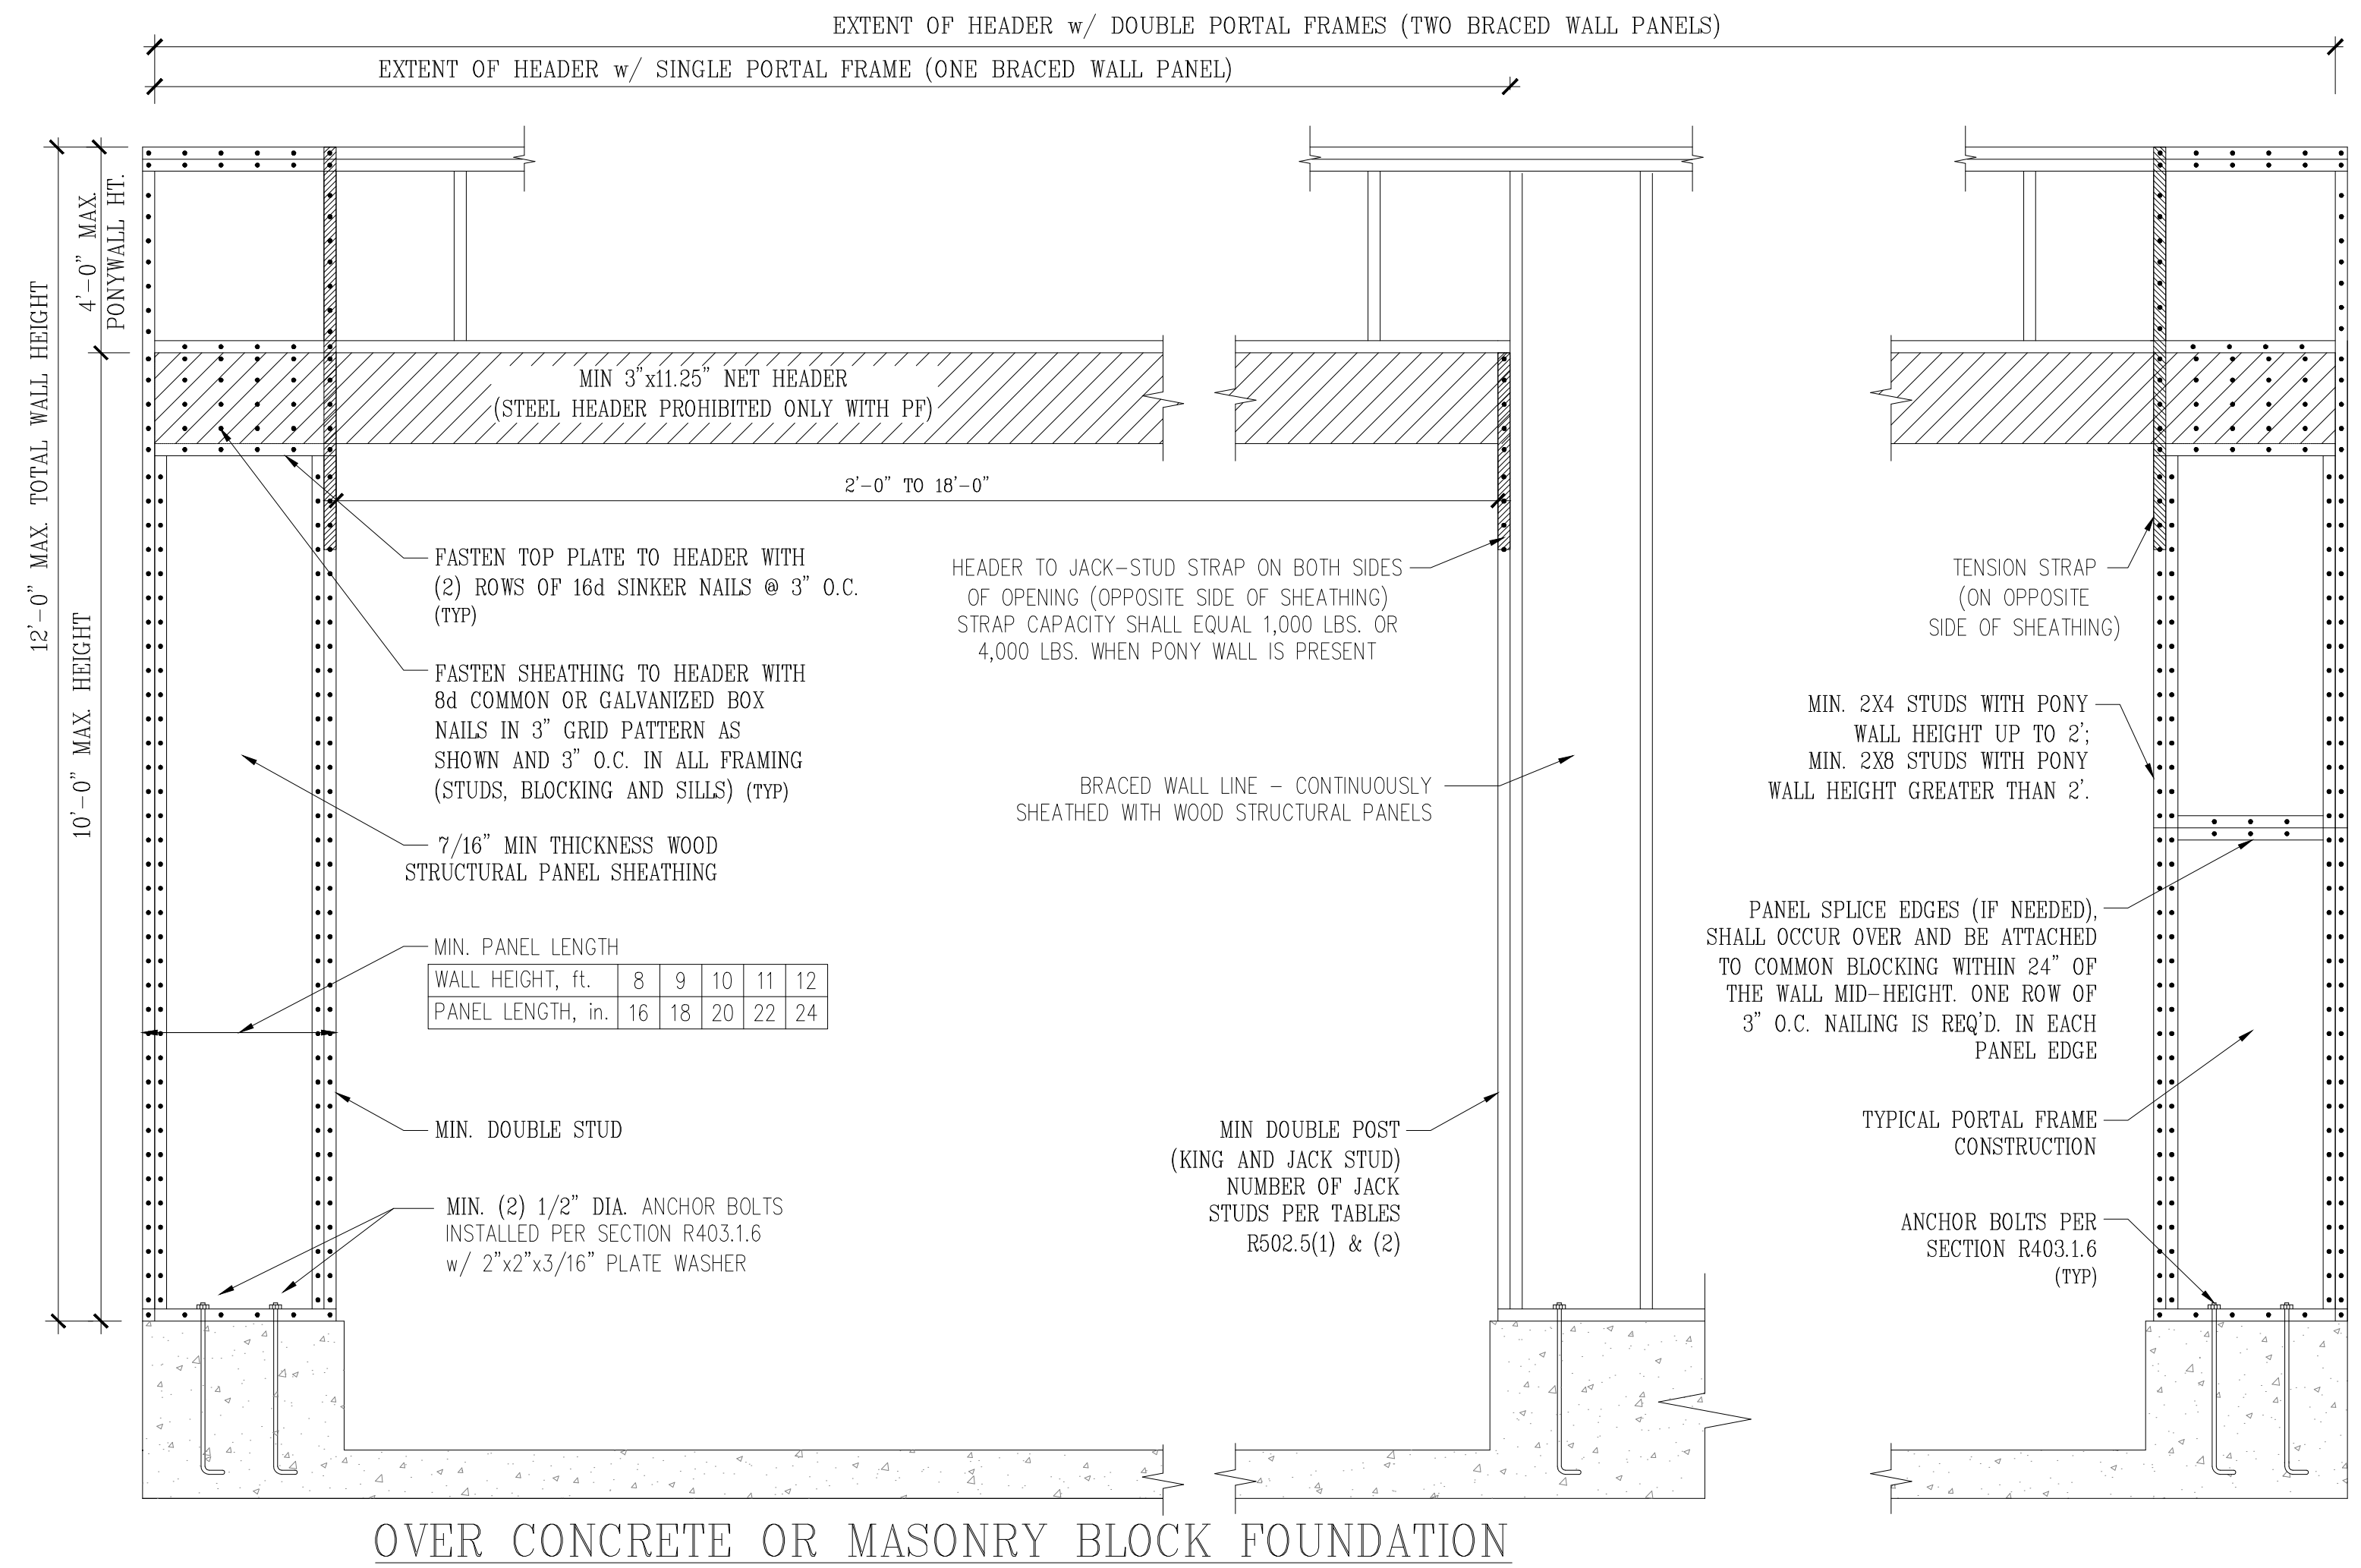 EXTENT OF HEADER w/ DOUBLE PORTAL FRAMES (TWO BRACED WALL PANELS)
EXTENT OF HEADER w/ SINGLE PORTAL FRAME (ONE BRACED WALL PANEL)
12'-0" MAX. TOTAL WALL HEIGHT
4'-0" MAX.
PONYWALL HT.
10'-0" MAX. HEIGHT
MIN 3"x11.25" NET HEADER
(STEEL HEADER PROHIBITED ONLY WITH PF)
2'-0" TO 18'-0"
FASTEN TOP PLATE TO HEADER WITH
(2) ROWS OF 16d SINKER NAILS @ 3" O.C.
(TYP)
FASTEN SHEATHING TO HEADER WITH
8d COMMON OR GALVANIZED BOX
NAILS IN 3" GRID PATTERN AS
SHOWN AND 3" O.C. IN ALL FRAMING
(STUDS, BLOCKING AND SILLS) (TYP)
7/16" MIN THICKNESS WOOD
STRUCTURAL PANEL SHEATHING
MIN. PANEL LENGTH
WALL HEIGHT, ft. 8 9 10 11 12
PANEL LENGTH, in. 16 18 20 22 24
MIN. DOUBLE STUD
MIN. (2) 1/2" DIA. ANCHOR BOLTS
INSTALLED PER SECTION R403.1.6
w/ 2"x2"x3/16" PLATE WASHER
HEADER TO JACK-STUD STRAP ON BOTH SIDES
OF OPENING (OPPOSITE SIDE OF SHEATHING)
STRAP CAPACITY SHALL EQUAL 1,000 LBS. OR
4,000 LBS. WHEN PONY WALL IS PRESENT
BRACED WALL LINE - CONTINUOUSLY
SHEATHED WITH WOOD STRUCTURAL PANELS
MIN DOUBLE POST
(KING AND JACK STUD)
NUMBER OF JACK
STUDS PER TABLES
R502.5(1) & (2)
TENSION STRAP
(ON OPPOSITE
SIDE OF SHEATHING)
MIN. 2X4 STUDS WITH PONY
WALL HEIGHT UP TO 2';
MIN. 2X8 STUDS WITH PONY
WALL HEIGHT GREATER THAN 2'.
PANEL SPLICE EDGES (IF NEEDED),
SHALL OCCUR OVER AND BE ATTACHED
TO COMMON BLOCKING WITHIN 24" OF
THE WALL MID-HEIGHT. ONE ROW OF
3" O.C. NAILING IS REQ'D. IN EACH
PANEL EDGE
TYPICAL PORTAL FRAME
CONSTRUCTION
ANCHOR BOLTS PER
SECTION R403.1.6
(TYP)
OVER CONCRETE OR MASONRY BLOCK FOUNDATION